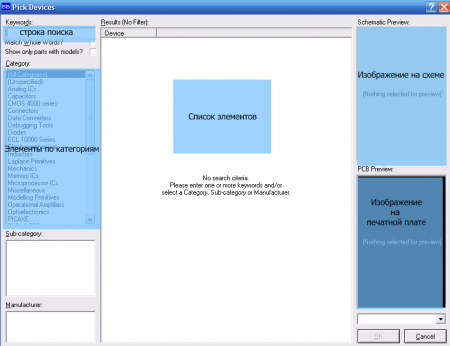 Pick Devices
Keywords:
строка поиска
Match Whole Words?
Show only parts with models?
Category:
(All Categories)
(Unspecified)
Analog ICs
Capacitors
CMOS 4000 series
Connectors
Data Converters
Debugging Tools
Diodes
ECL 10000 Series
Элементы по категориям
Inductors
Laplace Primitives
Mechanics
Memory ICs
Microprocessor ICs
Miscellaneous
Modelling Primitives
Operational Amplifiers
Optoelectronics
PICAXE
Sub-category:
Manufacturer:
Results (No Filter):
Device
Список элементов
No search criteria.
Please enter one or more keywords and/or
select a Category, Sub-category or Manufacturer.
Schematic Preview:
Изображение на схеме
(Nothing selected for preview)
PCB Preview:
Изображение
на
печатной плате
(Nothing selected for preview)
OK
Cancel